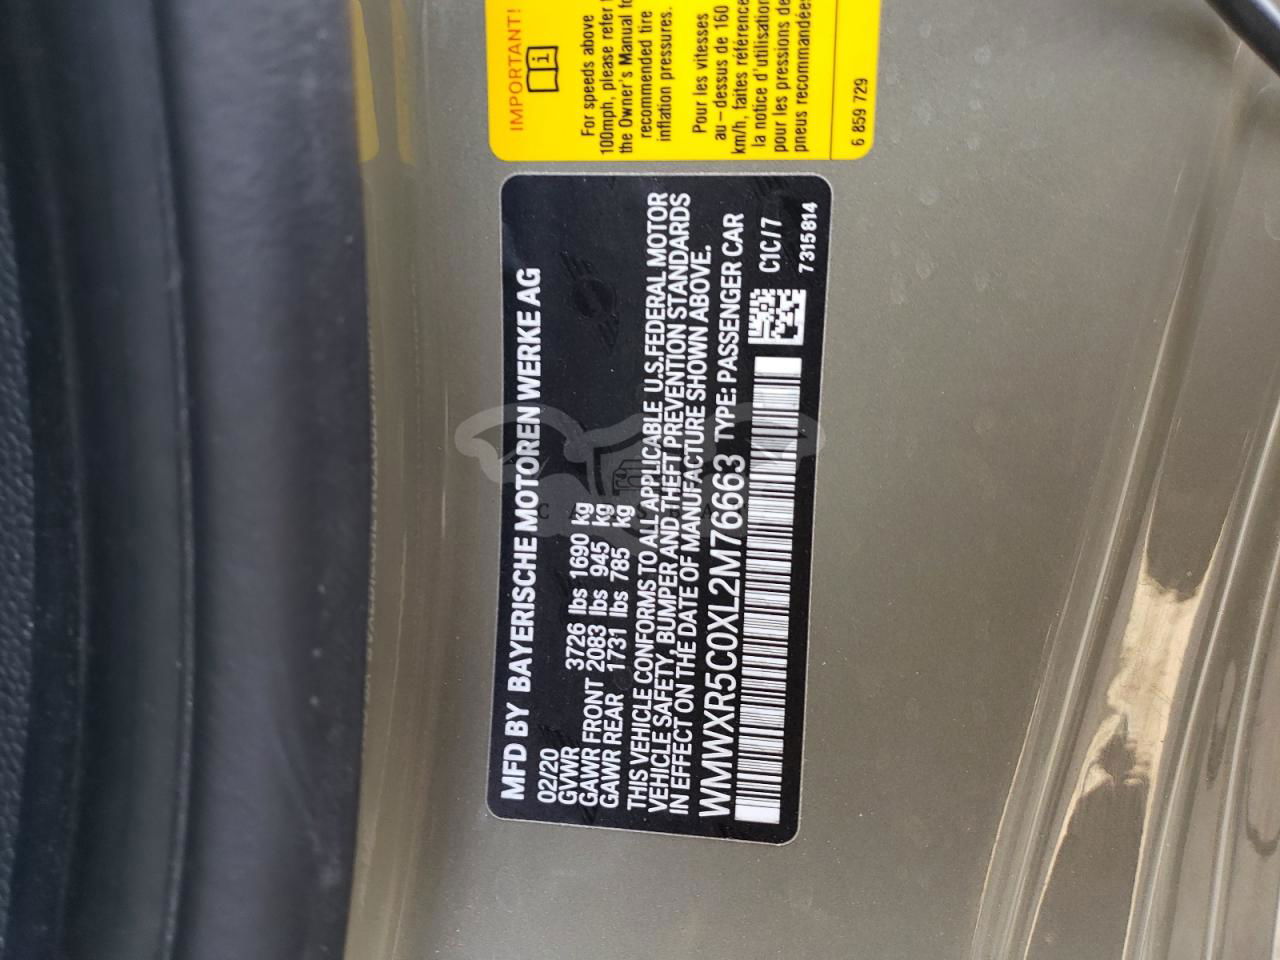 IMPORTANT!
For speeds above
100mph, please refer
the Owner's Manual
recommended tire
inflation pressures.
Pour les vitesses
au-dessus de 160
km/h, faites référence
la notice d'utilisation
pour les pressions
pneus recommandées
6 859 729
MFD BY BAYERISCHE MOTOREN WERKE AG
02/20
GVWR 3726 lbs 1690 kg
GAWR FRONT 2083 lbs 945 kg
GAWR REAR 1731 lbs 785 kg
THIS VEHICLE CONFORMS TO ALL APPLICABLE U.S.FEDERAL MOTOR
VEHICLE SAFETY, BUMPER AND THEFT PREVENTION STANDARDS
IN EFFECT ON THE DATE OF MANUFACTURE SHOWN ABOVE.
WMWXR5C0XL2M76663 TYPE: PASSENGER CAR
C1C/7
7315814